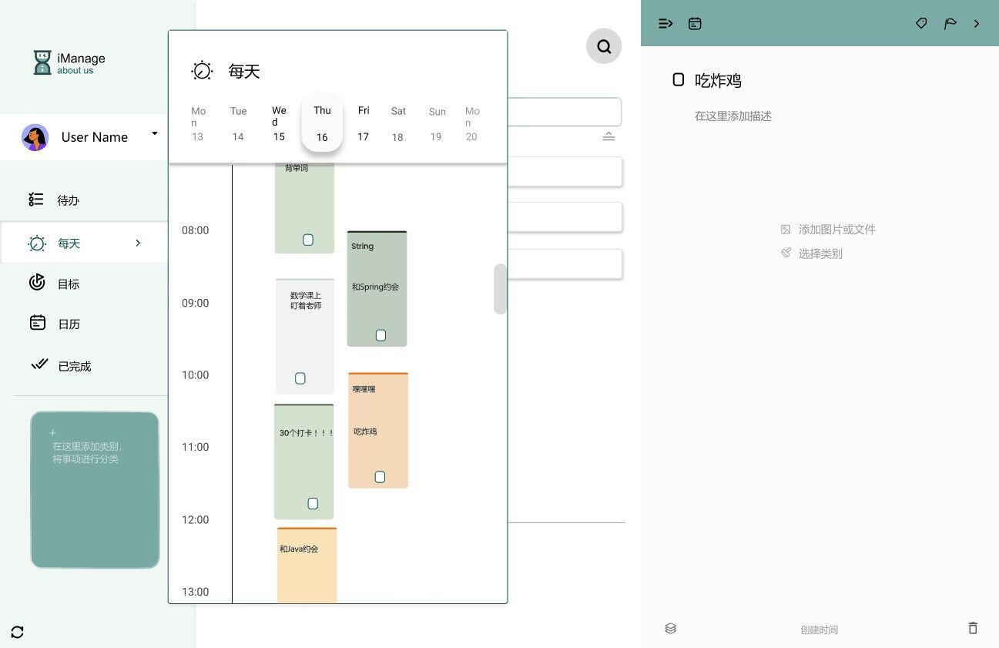 iManage
about us
User Name
待办
每天
目标
日历
已完成
+
在这里添加类别,
将事项进行分类
每天
Mo
n
Tue
We
d
Thu
Fri
Sat
Sun
Mo
n
13
14
15
16
17
18
19
20
背单词
08:00
String
和Spring约会
数学课上
盯着老师
09:00
10:00
嘿嘿嘿
吃炸鸡
30个打卡！！！
11:00
12:00
和Java约会
13:00
吃炸鸡
在这里添加描述
添加图片或文件
选择类别
创建时间